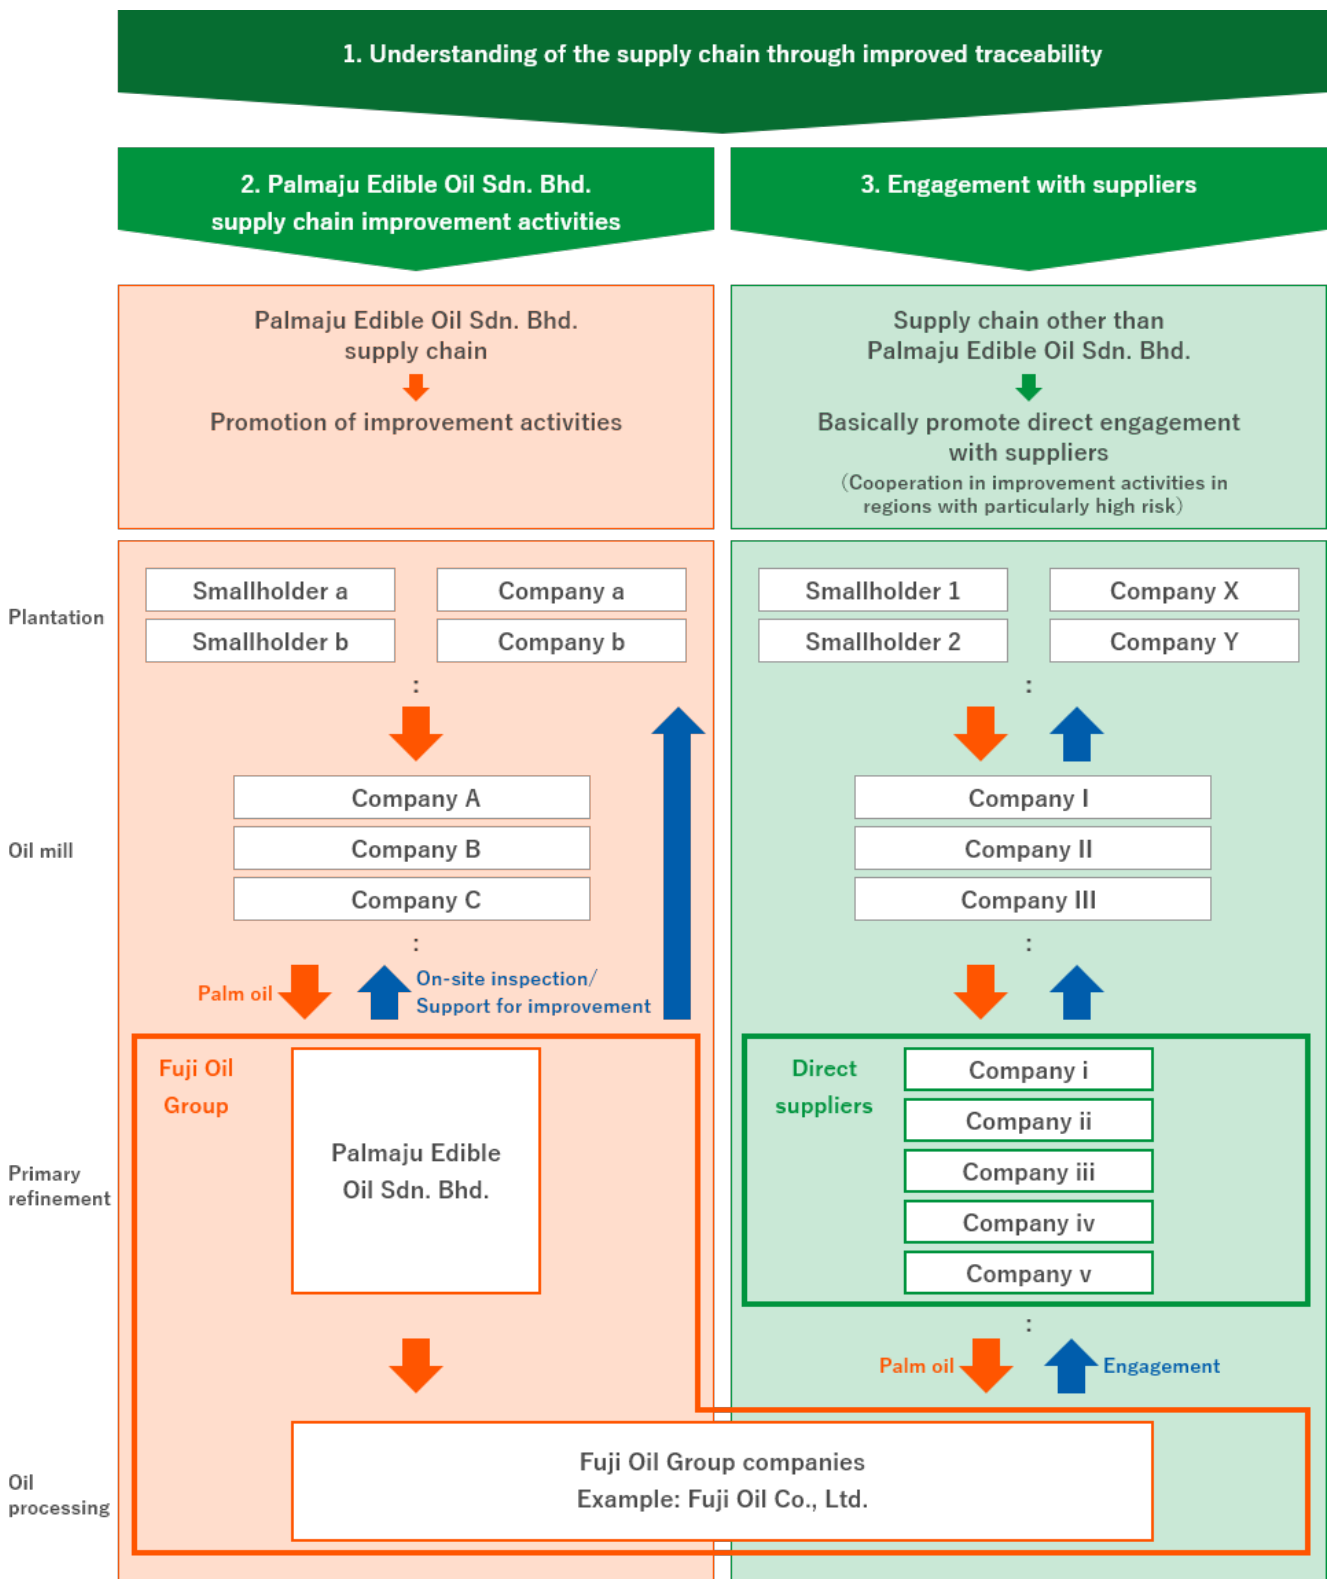 1. Understanding of the supply chain through improved traceability
2. Palmaju Edible Oil Sdn. Bhd.
supply chain improvement activities
3. Engagement with suppliers
Palmaju Edible Oil Sdn. Bhd.
supply chain
Promotion of improvement activities
Supply chain other than
Palmaju Edible Oil Sdn. Bhd.
Basically promote direct engagement
with suppliers
（Cooperation in improvement activities in
regions with particularly high risk）
Plantation
Smallholder a
Company a
Smallholder b
Company b
:
Smallholder 1
Company X
Smallholder 2
Company Y
:
Oil mill
Company A
Company B
Company C
:
Company I
Company II
Company III
:
Palm oil
On-site inspection/
Support for improvement
Primary
refinement
Fuji Oil
Group
Palmaju Edible
Oil Sdn. Bhd.
Direct
suppliers
Company i
Company ii
Company iii
Company iv
Company v
:
Palm oil
Engagement
Oil
processing
Fuji Oil Group companies
Example: Fuji Oil Co., Ltd.